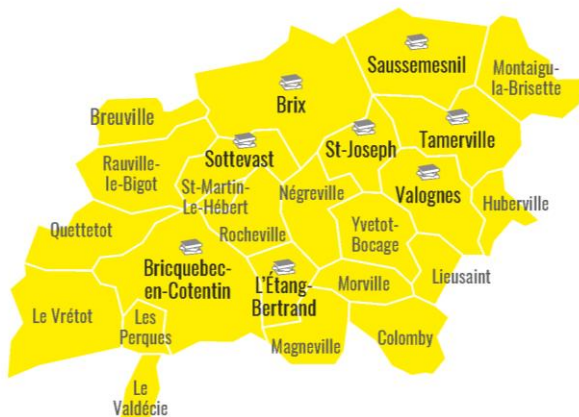 Saussemesnil
Montaigu-
la-Brisette
Brix
Breuville
Tamerville
St-Joseph
Sottevast
Rauville-
le-Bigot
St-Martin-
Le-Hébert
Négreville
Valognes
Huberville
Quettetot
Rocheville
Yvetot-
Bocage
Bricquebec-
en-Cotentin
L'Étang-
Bertrand
Morville
Lieusaint
Le Vrétot
Les
Perques
Magneville
Colomby
Le
Valdécie